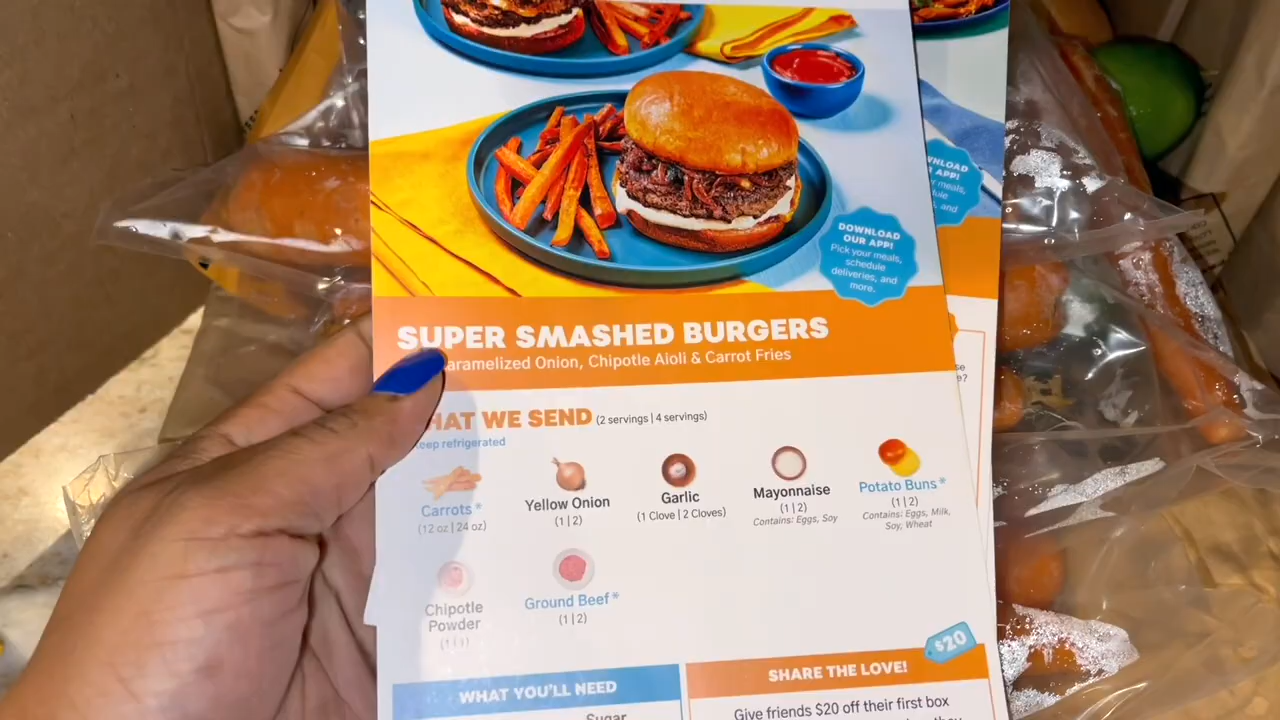 DOWNLOAD
OUR APP!
Pick your meals,
schedule
deliveries, and
more.
SUPER SMASHED BURGERS
Onion, Chipotle Aioli & Carrot Fries
WE SEND (2 servings | 4 servings)
refrigerated
Carrots*
(12 oz | 24 oz)
Yellow Onion
(1 | 2)
Garlic
(1 Clove | 2 Cloves)
Mayonnaise
(1 | 2)
Contains: Eggs, Soy
Potato Buns*
(1 | 2)
Contains: Eggs, Milk,
Soy, Wheat
Chipotle
Powder
(1 | 1)
Ground Beef*
(1 | 2)
WHAT YOU'LL NEED
Sugar
SHARE THE LOVE!
$20
Give friends $20 off their first box
APP!
and